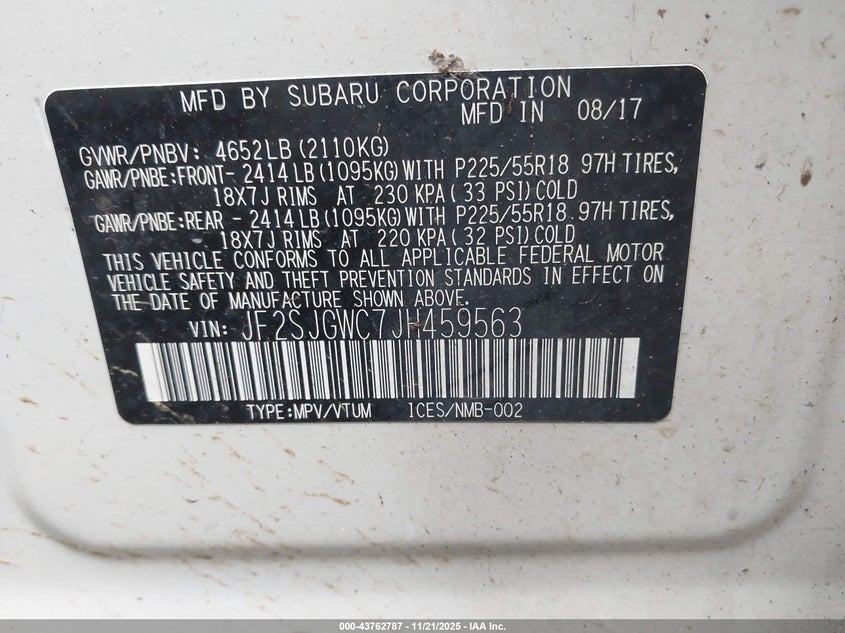 MFD BY SUBARU CORPORATION
MFD IN 08/17
GVWR/PNBV: 4652LB (2110KG)
GAWR/PNBE:FRONT- 2414LB (1095KG) WITH P225/55R18 97H TIRES,
18X7J RIMS AT 230 KPA ( 33 PSI) COLD
GAWR/PNBE:REAR - 2414LB (1095KG) WITH P225/55R18 97H TIRES,
18X7J RIMS AT 220 KPA ( 32 PSI) COLD
THIS VEHICLE CONFORMS TO ALL APPLICABLE FEDERAL MOTOR
VEHICLE SAFETY AND THEFT PREVENTION STANDARDS IN EFFECT ON
THE DATE OF MANUFACTURE SHOWN ABOVE.
VIN: JF2SJGWC7JH459563
TYPE:MPV/VTUM ICES/NMB-002
000-43762787 - 11/21/2025 - IAA Inc.